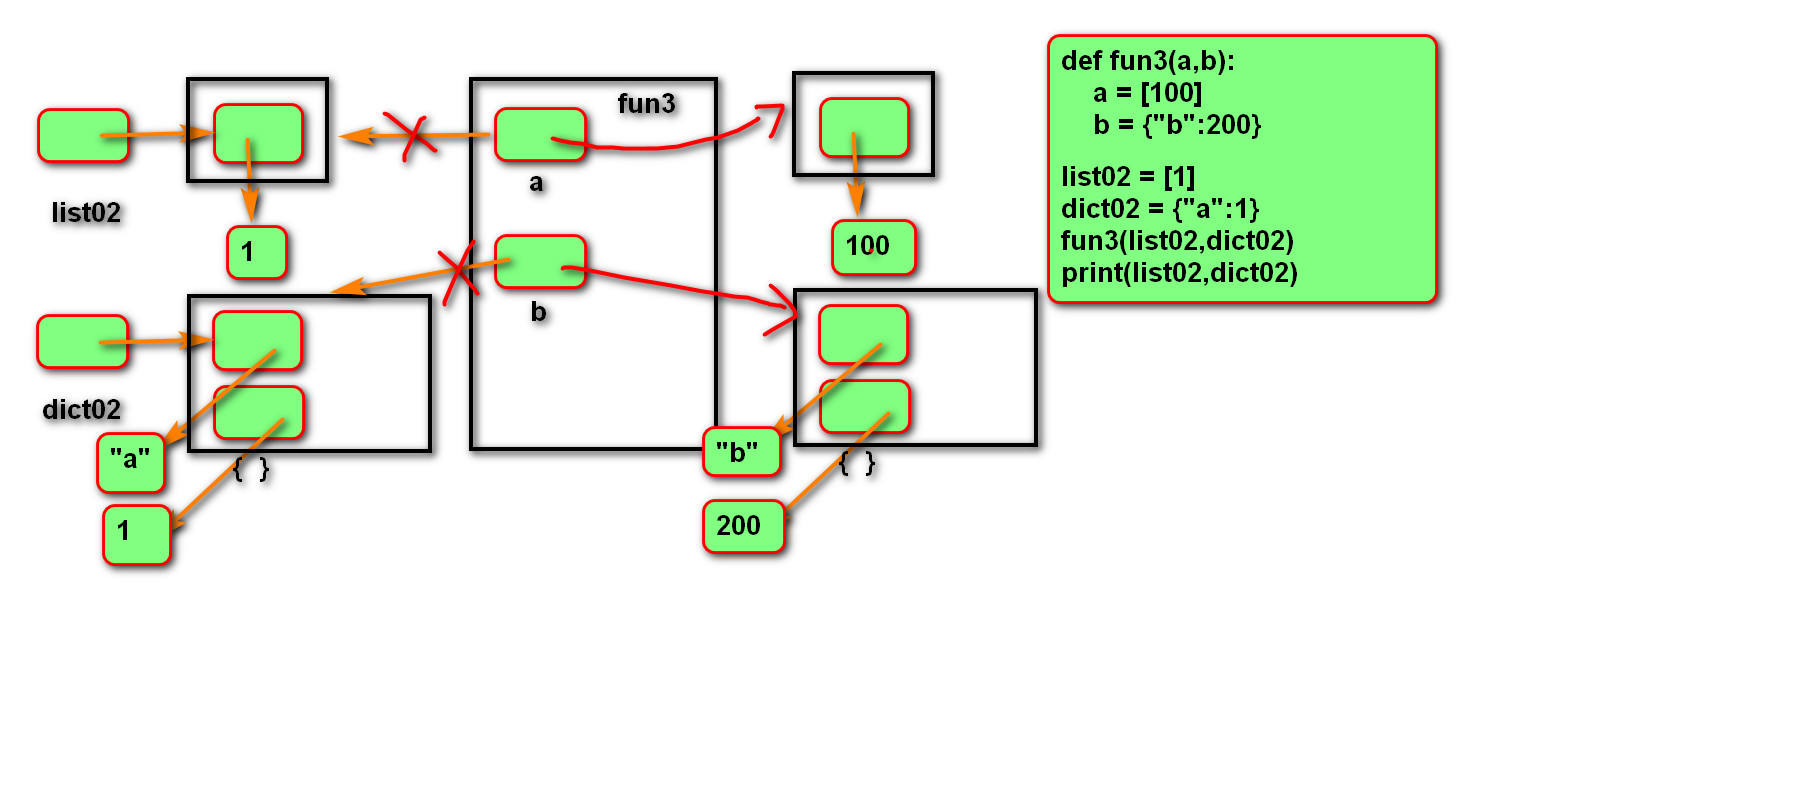 list02
1
dict02
"a"
{ }
1
fun3
a
b
100
"b"
{ }
200
def fun3(a,b):
    a = [100]
    b = {"b":200}
list02 = [1]
dict02 = {"a":1}
fun3(list02,dict02)
print(list02,dict02)